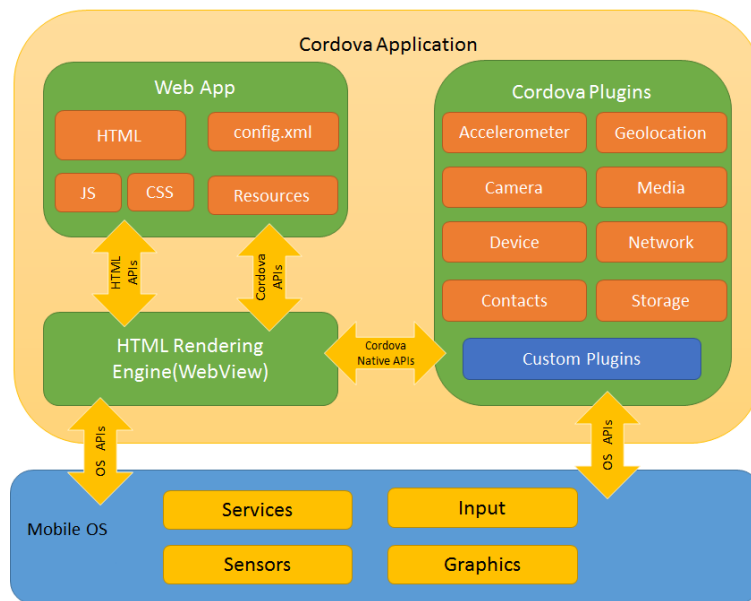 Cordova Application
Web App
HTML
config.xml
JS
CSS
Resources
HTML
APIs
Cordova
APIs
HTML Rendering
Engine(WebView)
Cordova
Native APIs
Cordova Plugins
Accelerometer
Geolocation
Camera
Media
Device
Network
Contacts
Storage
Custom Plugins
OS APIs
OS APIs
Mobile OS
Services
Input
Sensors
Graphics